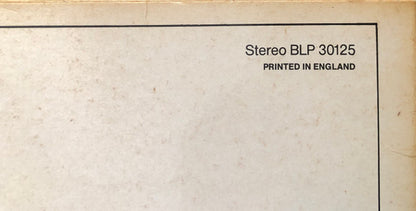 Stereo BLP 30125
PRINTED IN ENGLAND